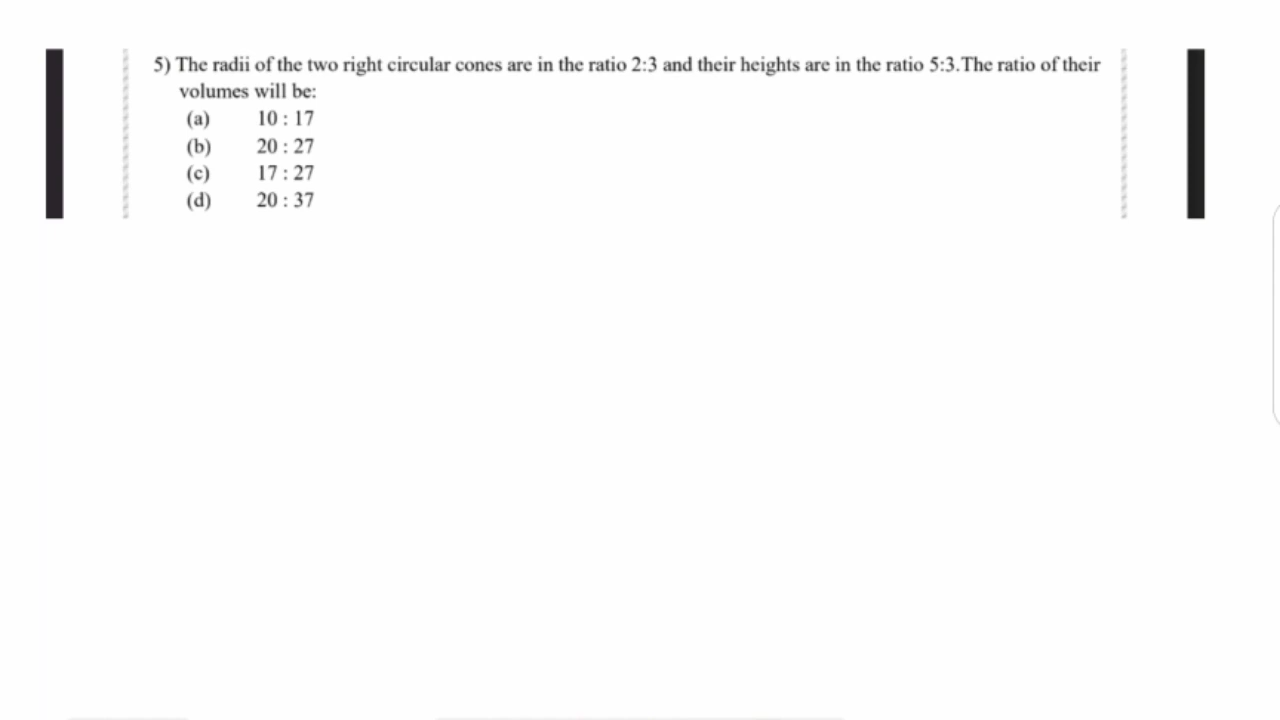 5) The radii of the two right circular cones are in the ratio 2:3 and their heights are in the ratio 5:3.The ratio of their
volumes will be:
(a) 10 : 17
(b) 20 : 27
(c) 17 : 27
(d) 20 : 37